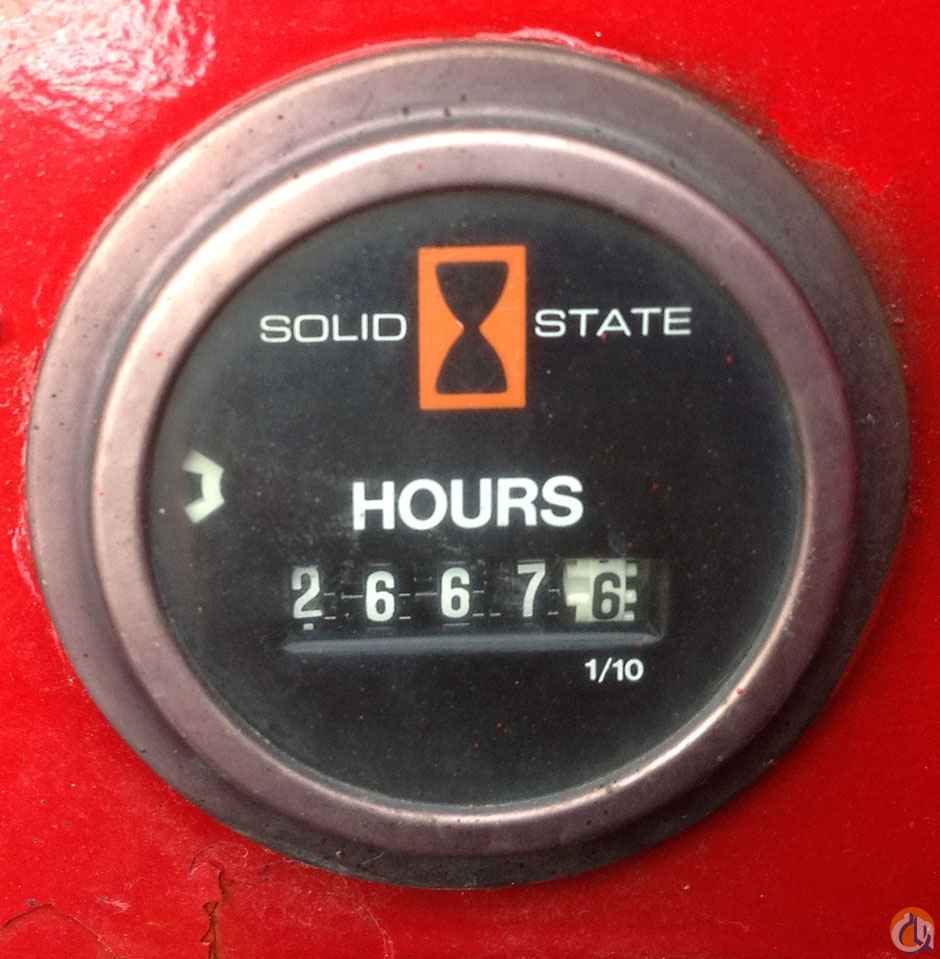 SOLID STATE
HOURS
26676
1/10